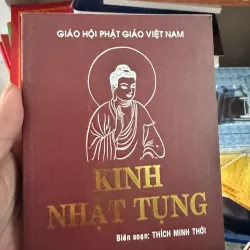 GIÁO HỘI PHẬT GIÁO VIỆT NAM
KINH
NHẬT TỤNG
Biên soạn: THÍCH MINH THỜI